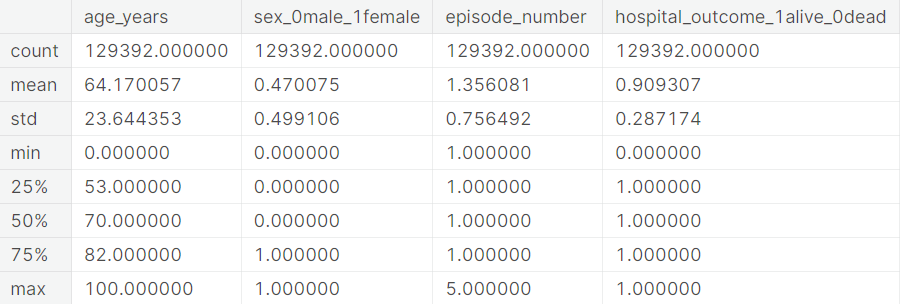 age_years sex_0male_1female episode_number hospital_outcome_1alive_0dead
count 129392.000000 129392.000000 129392.000000 129392.000000
mean 64.170057 0.470075 1.356081 0.909307
std 23.644353 0.499106 0.756492 0.287174
min 0.000000 0.000000 1.000000 0.000000
25% 53.000000 0.000000 1.000000 1.000000
50% 70.000000 0.000000 1.000000 1.000000
75% 82.000000 1.000000 1.000000 1.000000
max 100.000000 1.000000 5.000000 1.000000